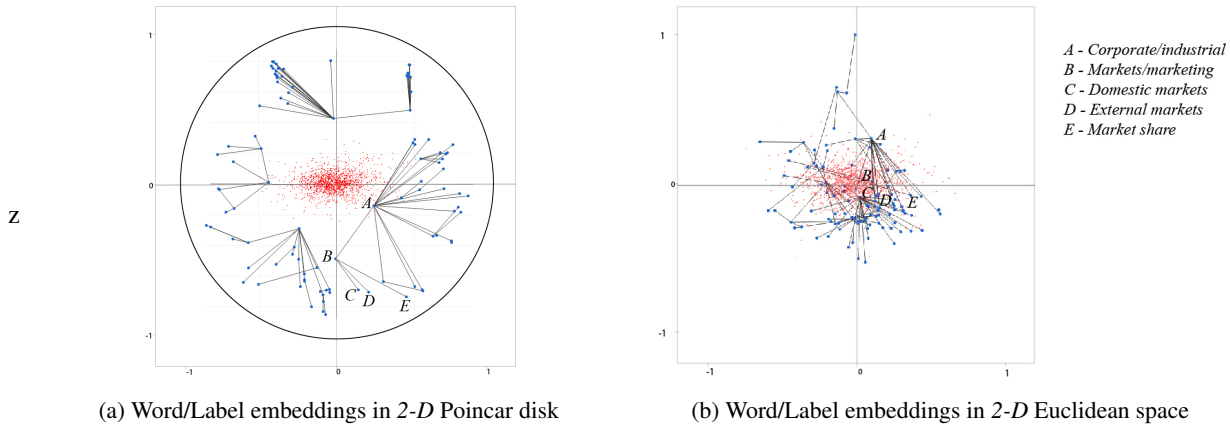 z
1
0
-1
-1
0
1
A
B
C
D
E
1
0
-1
-1
0
1
A
B
C
D
E
A - Corporate/industrial
B - Markets/marketing
C - Domestic markets
D - External markets
E - Market share
(a) Word/Label embeddings in 2-D Poincar disk
(b) Word/Label embeddings in 2-D Euclidean space